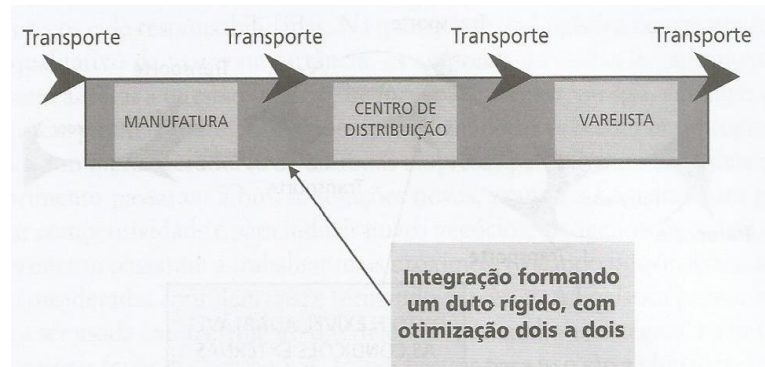 Transporte Transporte Transporte Transporte
MANUFATURA
CENTRO DE
DISTRIBUIÇÃO
VAREJISTA
Integração formando
um duto rígido, com
otimização dois a dois